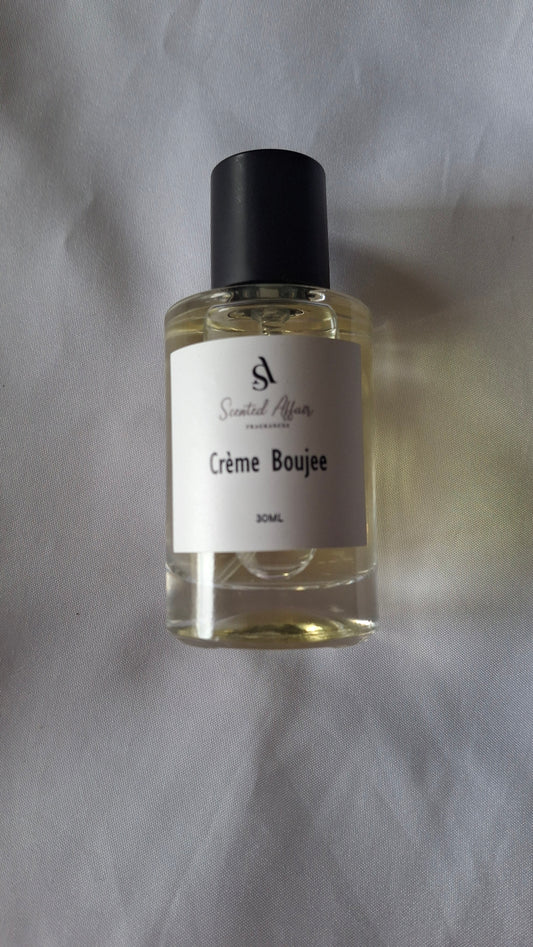 SA
Scented Affair
FRAGRANCES
Crème Boujee
30ML